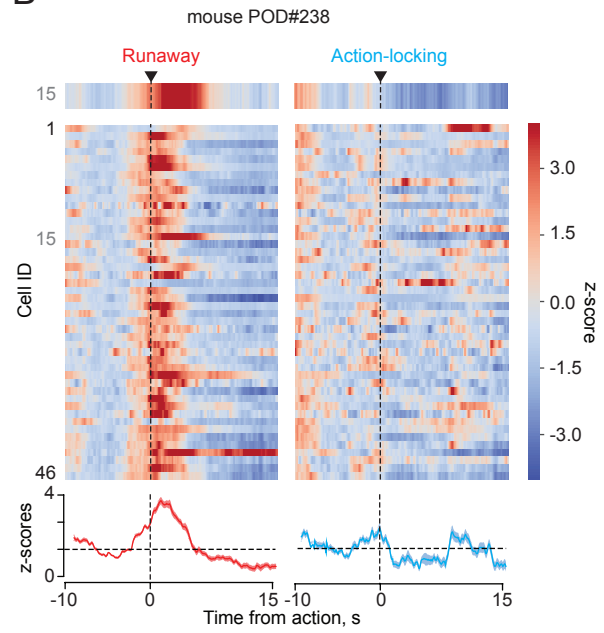 mouse POD#238
Runaway Action-locking
15
1
15
46
Cell ID
3.0
1.5
0.0
-1.5
-3.0
z-score
4
0
z-scores
-10 0 15 -10 0 15
Time from action, s